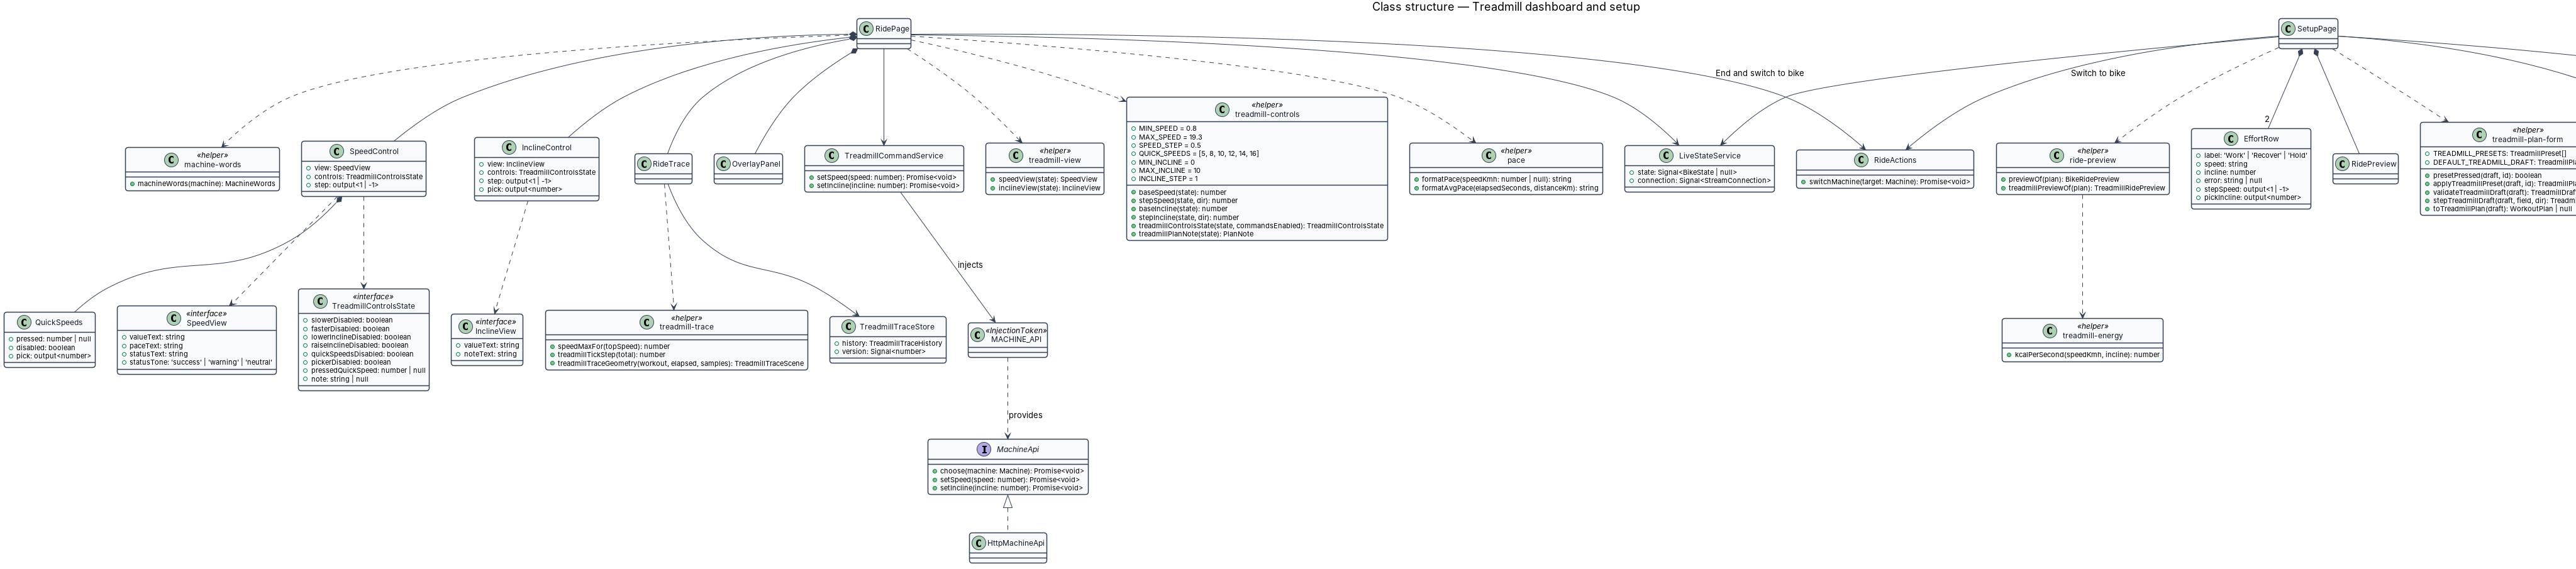 Class structure — Treadmill dashboard and setup
RidePage
SetupPage
End and switch to bike
Switch to bike
2
«helper»
machine-words
machineWords(machine): MachineWords
SpeedControl
view: SpeedView
controls: TreadmillControlsState
step: output<1 | -1>
InclineControl
view: InclineView
controls: TreadmillControlsState
step: output<1 | -1>
pick: output<number>
RideTrace
OverlayPanel
TreadmillCommandService
setSpeed(speed: number): Promise<void>
setIncline(incline: number): Promise<void>
«helper»
treadmill-view
speedView(state): SpeedView
inclineView(state): InclineView
«helper»
treadmill-controls
MIN_SPEED = 0.8
MAX_SPEED = 19.3
SPEED_STEP = 0.5
QUICK_SPEEDS = [5, 8, 10, 12, 14, 16]
MIN_INCLINE = 0
MAX_INCLINE = 10
INCLINE_STEP = 1
baseSpeed(state): number
stepSpeed(state, dir): number
baseIncline(state): number
stepIncline(state, dir): number
treadmillControlsState(state, commandsEnabled): TreadmillControlsState
treadmillPlanNote(state): PlanNote
«helper»
pace
formatPace(speedKmh: number | null): string
formatAvgPace(elapsedSeconds, distanceKm): string
LiveStateService
state: Signal<BikeState | null>
connection: Signal<StreamConnection>
RideActions
switchMachine(target: Machine): Promise<void>
«helper»
ride-preview
previewOf(plan): BikeRidePreview
treadmillPreviewOf(plan): TreadmillRidePreview
EffortRow
label: 'Work' | 'Recover' | 'Hold'
speed: string
incline: number
error: string | null
stepSpeed: output<1 | -1>
pickIncline: output<number>
RidePreview
«helper»
treadmill-plan-form
TREADMILL_PRESETS: TreadmillPreset[]
DEFAULT_TREADMILL_DRAFT: TreadmillPla
presetPressed(draft, id): boolean
applyTreadmillPreset(draft, id): TreadmillPla
validateTreadmillDraft(draft): TreadmillDraf
stepTreadmillDraft(draft, field, dir): Treadm
toTreadmillPlan(draft): WorkoutPlan | null
injects
QuickSpeeds
pressed: number | null
disabled: boolean
pick: output<number>
«interface»
SpeedView
valueText: string
paceText: string
statusText: string
statusTone: 'success' | 'warning' | 'neutral'
«interface»
TreadmillControlsState
slowerDisabled: boolean
fasterDisabled: boolean
lowerInclineDisabled: boolean
raiseInclineDisabled: boolean
quickSpeedsDisabled: boolean
pickerDisabled: boolean
pressedQuickSpeed: number | null
note: string | null
«interface»
InclineView
valueText: string
noteText: string
«helper»
treadmill-trace
speedMaxFor(topSpeed): number
treadmillTickStep(total): number
treadmillTraceGeometry(workout, elapsed, samples): TreadmillTraceScene
TreadmillTraceStore
history: TreadmillTraceHistory
version: Signal<number>
«InjectionToken»
MACHINE_API
«helper»
treadmill-energy
kcalPerSecond(speedKmh, incline): number
provides
MachineApi
choose(machine: Machine): Promise<void>
setSpeed(speed: number): Promise<void>
setIncline(incline: number): Promise<void>
HttpMachineApi